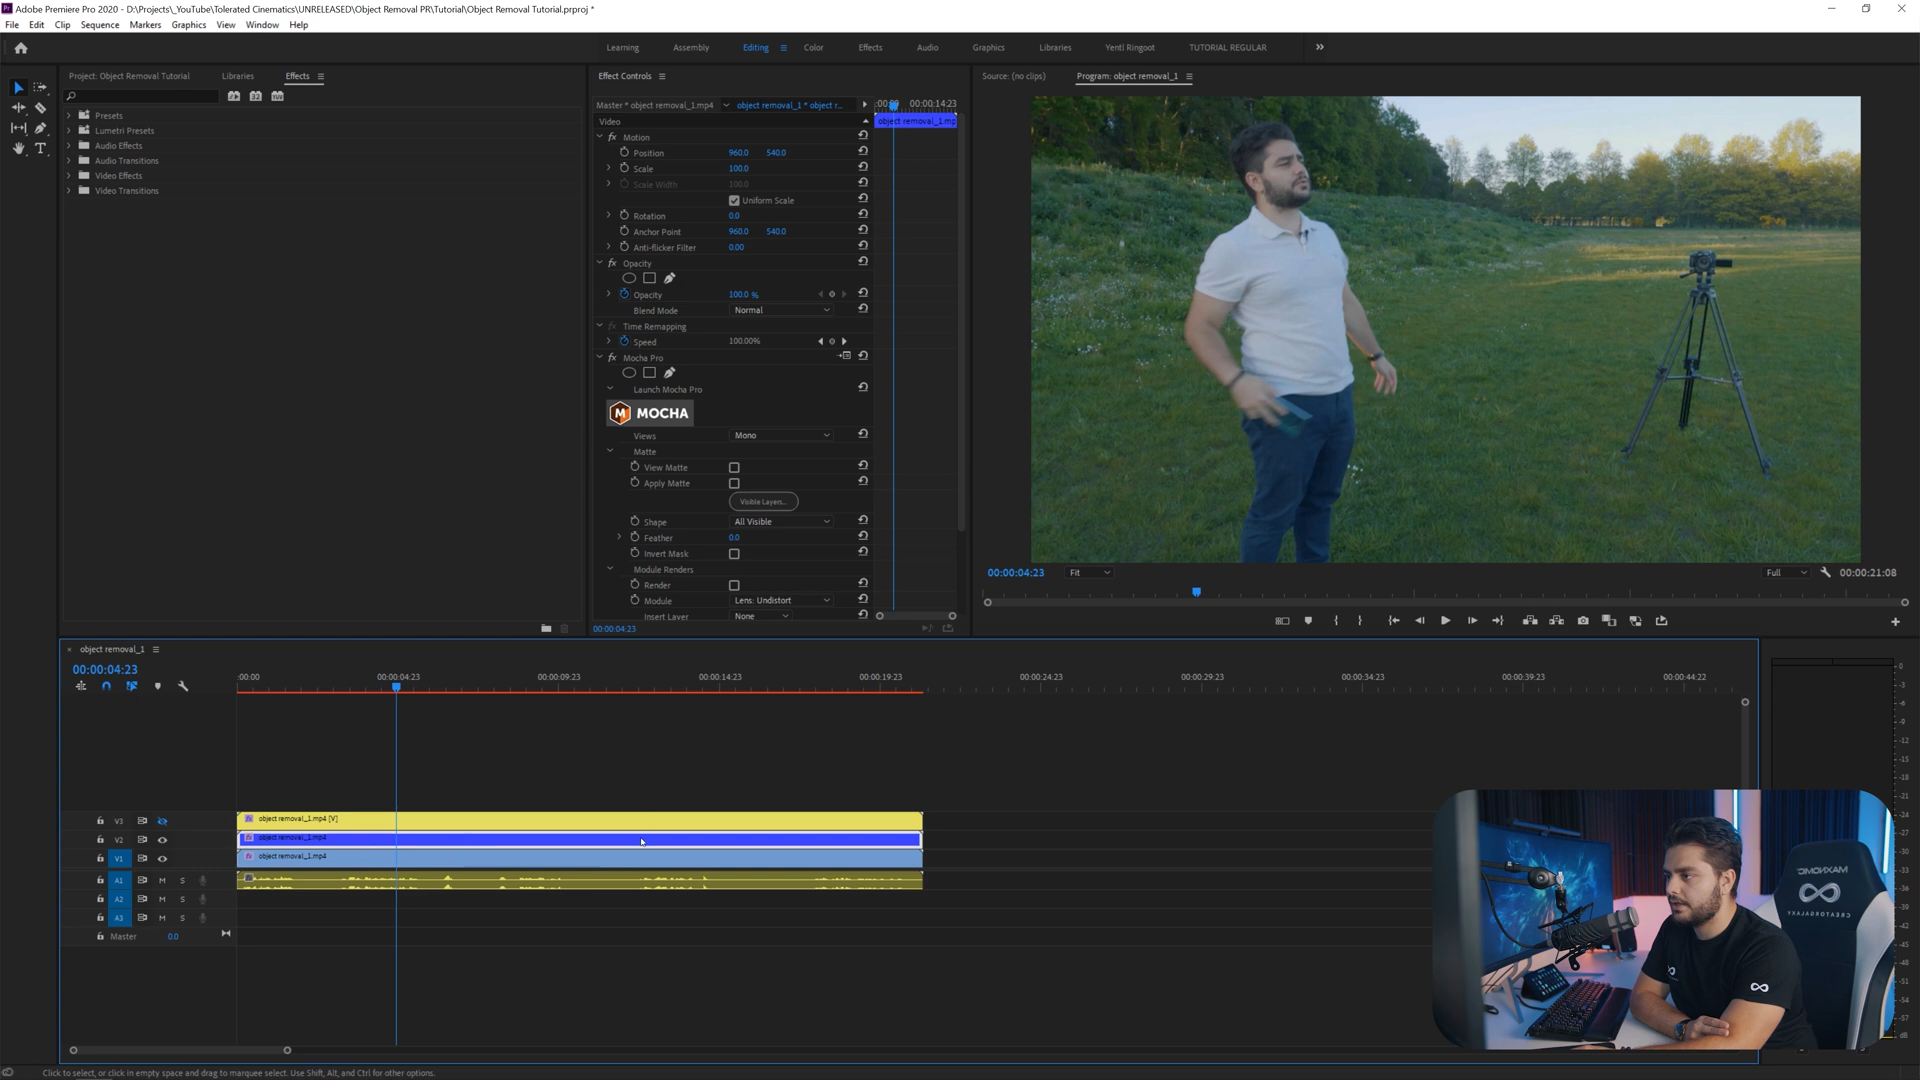 Adobe Premiere Pro 2020 - D:\Projects\_YouTube\Tolerated Cinematics\UNRELEASED\Object Removal PR\Tutorial\Object Removal Tutorial.prproj *
File Edit Clip Sequence Markers Graphics View Window Help
Learning Assembly Editing Color Effects Audio Graphics Libraries Yentl Ringoot TUTORIAL REGULAR
Project: Object Removal Tutorial Libraries Effects
Presets
Lumetri Presets
Audio Effects
Audio Transitions
Video Effects
Video Transitions
Effect Controls
Master * object removal_1.mp4 object removal_1 * object r...
:00:09 00:00:14:23
Video
object removal_1.mp
Motion
Position 960.0 540.0
Scale 100.0
Scale Width 100.0
Uniform Scale
Rotation 0.0
Anchor Point 960.0 540.0
Anti-flicker Filter 0.00
Opacity
Opacity 100.0 %
Blend Mode Normal
Time Remapping
Speed 100.00%
Mocha Pro
Launch Mocha Pro
MOCHA
Views Mono
Matte
View Matte
Apply Matte
Visible Layers...
Shape All Visible
Feather 0.0
Invert Mask
Module Renders
Render
Module Lens: Undistort
Insert Layer None
00:00:04:23
Source: (no clips) Program: object removal_1
00:00:04:23 Fit Full 00:00:21:08
object removal_1
00:00:04:23
:00:00 00:00:04:23 00:00:09:23 00:00:14:23 00:00:19:23 00:00:24:23 00:00:29:23 00:00:34:23 00:00:39:23 00:00:44:22
V3 object removal_1.mp4 [V]
V2 object removal_1.mp4
V1 object removal_1.mp4
A1 M S
A2 M S
A3 M S
Master 0.0
MAXNOMIC
CREATORGALAXY
Click to select, or click in empty space and drag to marquee select. Use Shift, Alt, and Ctrl for other options.